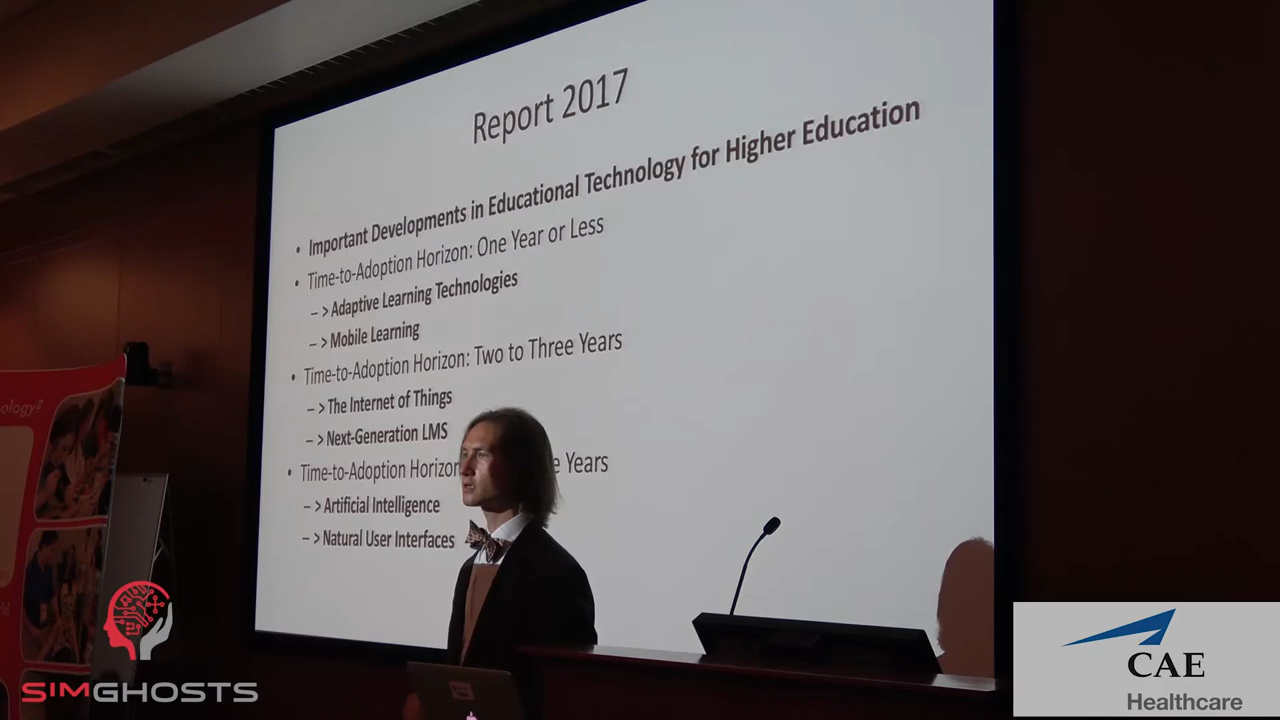 Report 2017
• Important Developments in Educational Technology for Higher Education
• Time-to-Adoption Horizon: One Year or Less
– > Adaptive Learning Technologies
– > Mobile Learning
• Time-to-Adoption Horizon: Two to Three Years
– > The Internet of Things
– > Next-Generation LMS
• Time-to-Adoption Horizon Years
– > Artificial Intelligence
– > Natural User Interfaces
SIMGHOSTS
CAE
Healthcare